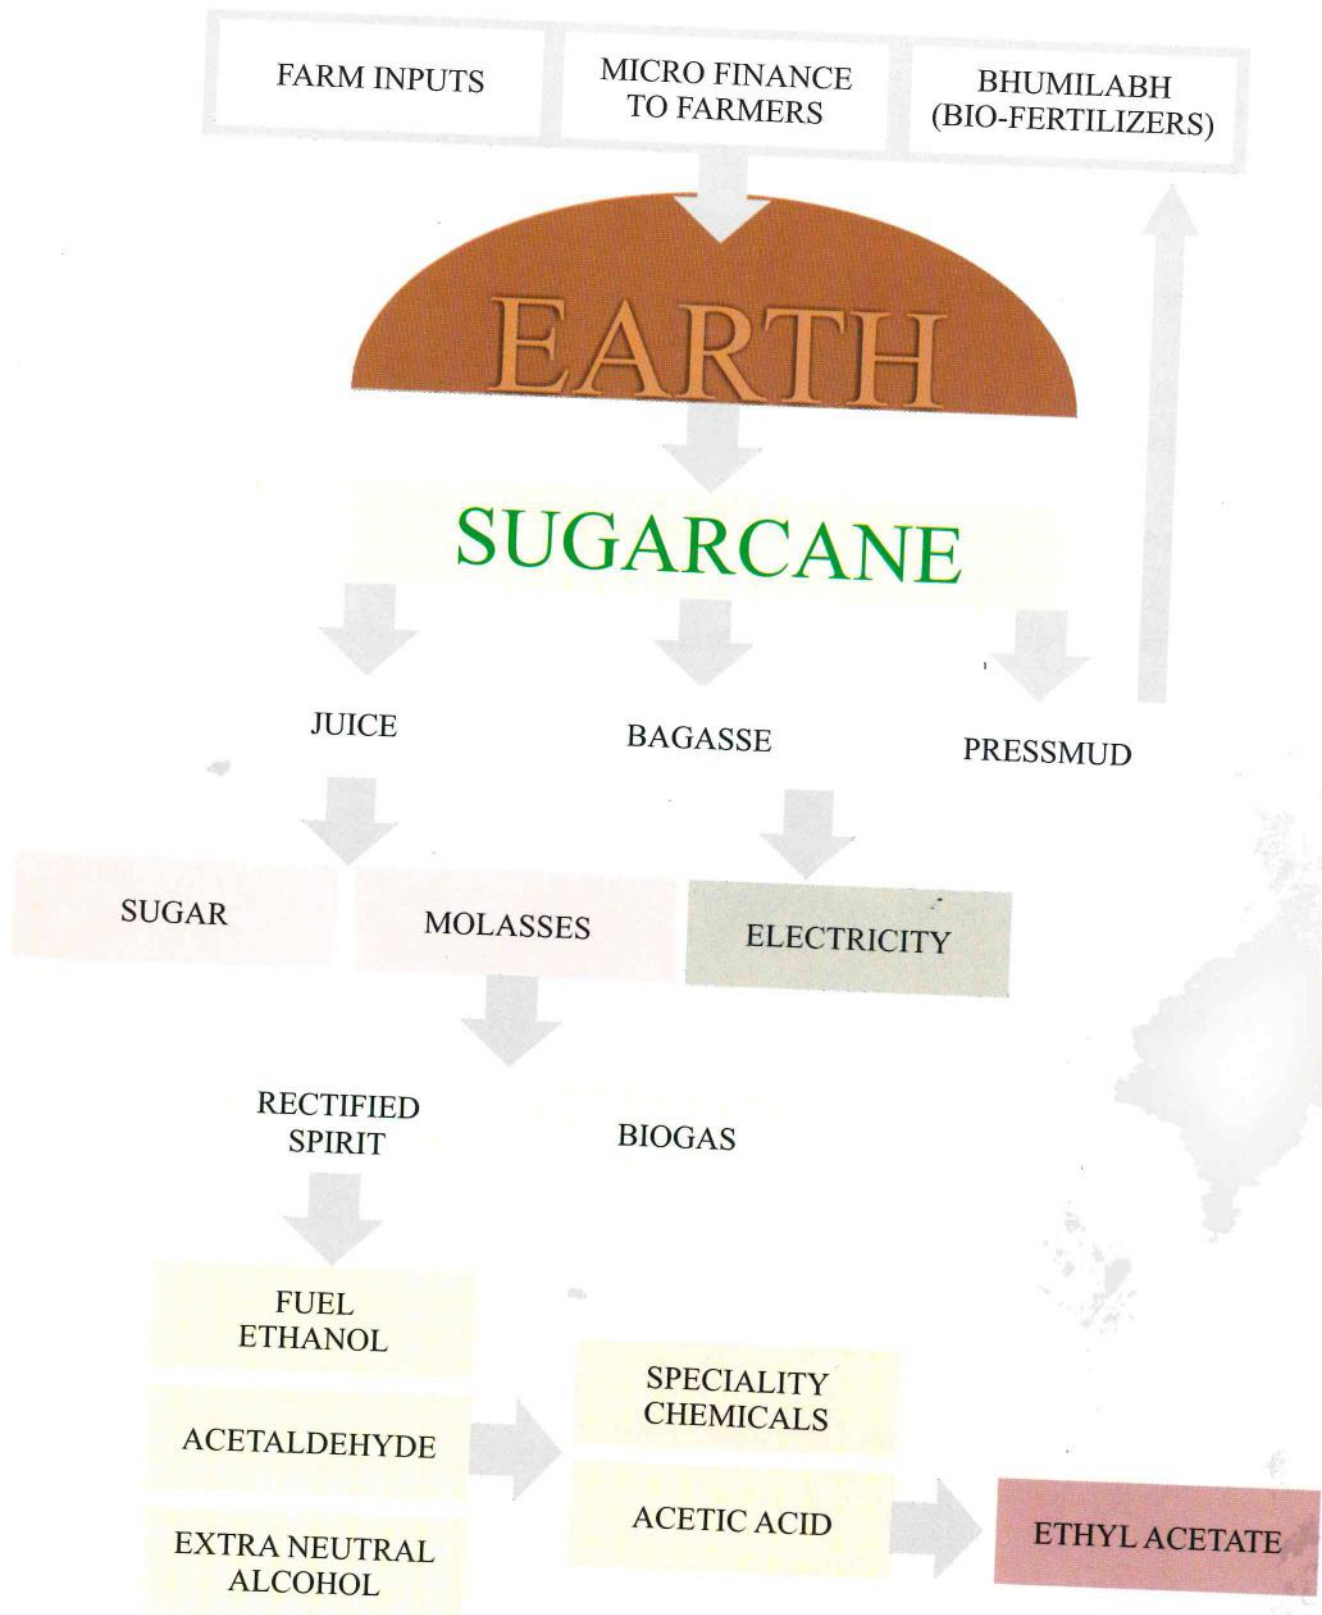 FARM INPUTS
MICRO FINANCE
TO FARMERS
BHUMILABH
(BIO-FERTILIZERS)
EARTH
SUGARCANE
JUICE
BAGASSE
PRESSMUD
SUGAR
MOLASSES
ELECTRICITY
RECTIFIED
SPIRIT
BIOGAS
FUEL
ETHANOL
ACETALDEHYDE
EXTRA NEUTRAL
ALCOHOL
SPECIALITY
CHEMICALS
ACETIC ACID
ETHYL ACETATE